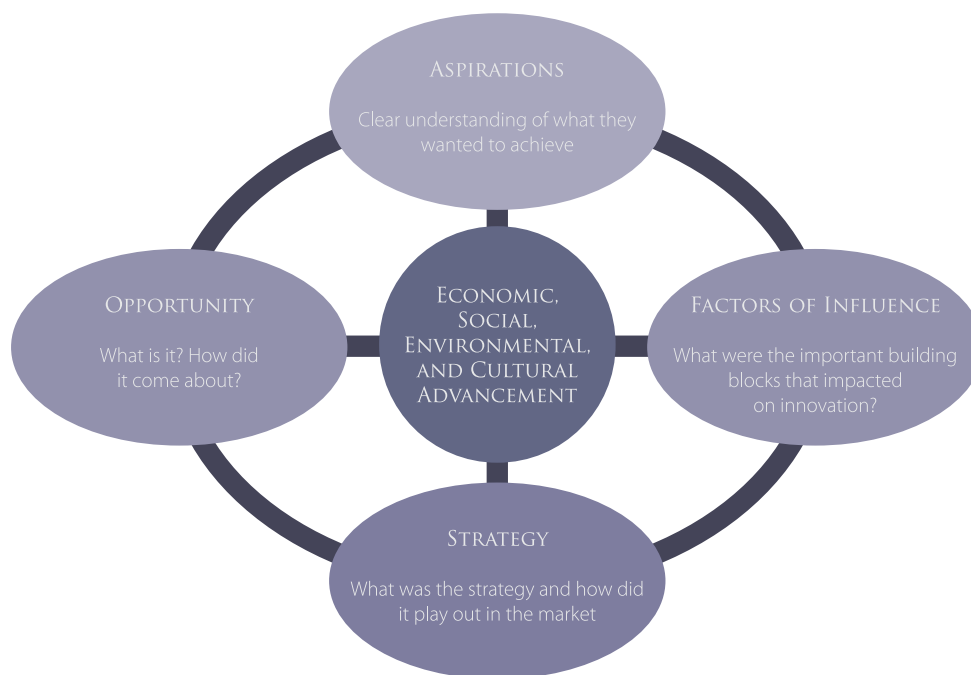 ASPIRATIONS
Clear understanding of what they
wanted to achieve
OPPORTUNITY
What is it? How did
it come about?
ECONOMIC,
SOCIAL,
ENVIRONMENTAL,
AND CULTURAL
ADVANCEMENT
FACTORS OF INFLUENCE
What were the important building
blocks that impacted
on innovation?
STRATEGY
What was the strategy and how did
it play out in the market